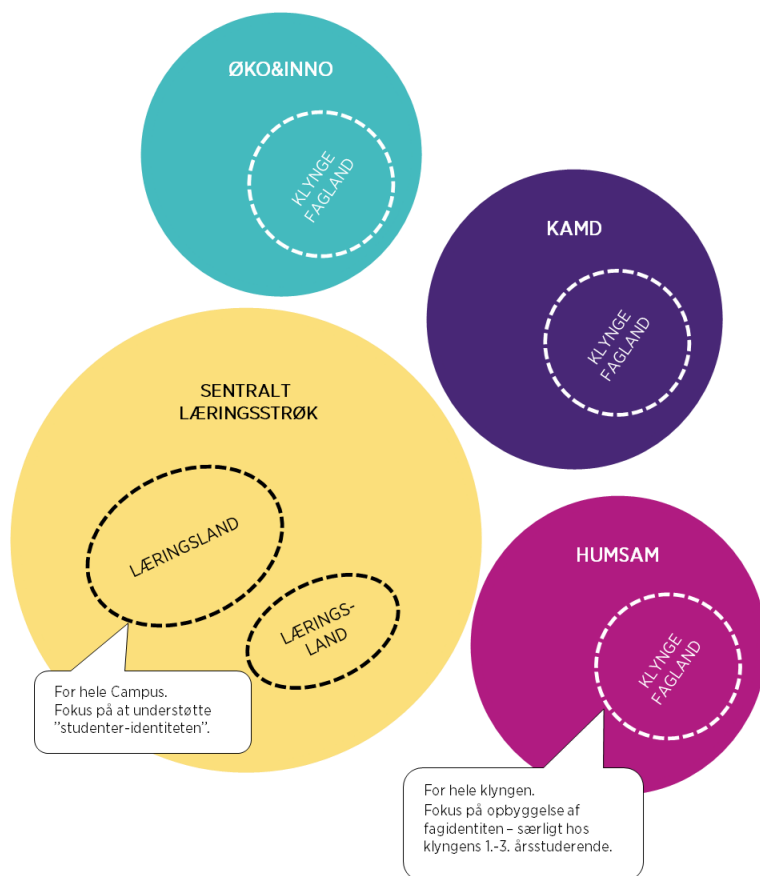 ØKO&INNO
KLYNGE
FAGLAND
KAMD
KLYNGE
FAGLAND
SENTRALT
LÆRINGSSTRØK
LÆRINGSLAND
LÆRINGS-
LAND
For hele Campus.
Fokus på at understøtte
”studenter-identiteten”.
HUMSAM
KLYNGE
FAGLAND
For hele klyngen.
Fokus på opbyggelse af
fagidentiten – særligt hos
klyngens 1.-3. årsstuderende.